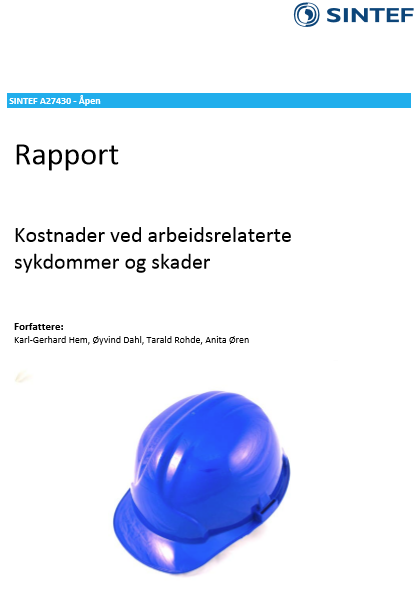 SINTEF
SINTEF A27430 - Åpen
Rapport
Kostnader ved arbeidsrelaterte
sykdommer og skader
Forfattere:
Karl-Gerhard Hem, Øyvind Dahl, Tarald Rohde, Anita Øren